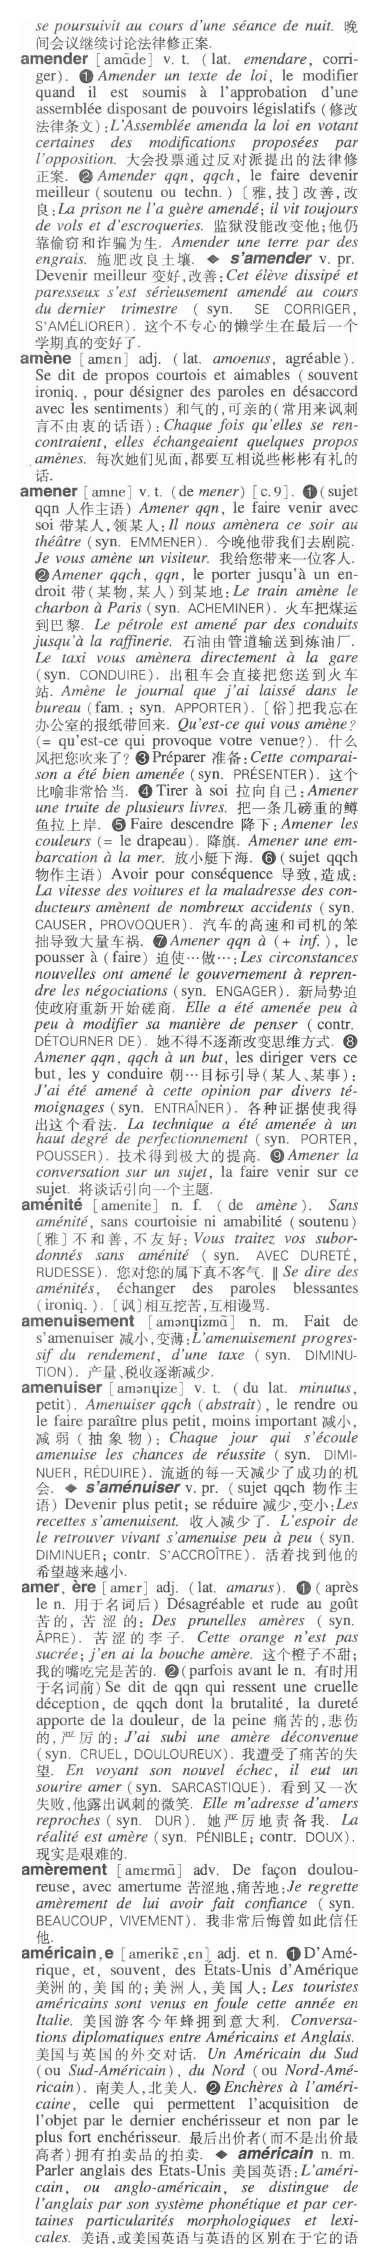 se poursuivit au cours d'une séance de nuit. 晚
间会议继续讨论法律修正案.
amender [amãde] v. t. (lat. emendare, corri-
ger). ❶ Amender un texte de loi, le modifier
quand il est soumis à l'approbation d'une
assemblée disposant de pouvoirs législatifs (修改
法律条文):L'Assemblée amenda la loi en votant
certaines des modifications proposées par
l'opposition. 大会投票通过反对派提出的法律修
正案. ❷ Amender qqn, qqch, le faire devenir
meilleur (soutenu ou techn.) 〔雅,技〕改善,改
良:La prison ne l'a guère amendé; il vit toujours
de vols et d'escroqueries. 监狱没能改变他;他仍
靠偷窃和诈骗为生. Amender une terre par des
engrais. 施肥改良土壤. ◆ s'amender v. pr.
Devenir meilleur 变好,改善:Cet élève dissipé et
paresseux s'est sérieusement amendé au cours
du dernier trimestre ( syn. SE CORRIGER,
S'AMÉLIORER). 这个不专心的懒学生在最后一个
学期真的变好了.
amène [amɛn] adj. (lat. amoenus, agréable).
Se dit de propos courtois et aimables (souvent
ironiq. , pour désigner des paroles en désaccord
avec les sentiments) 和气的,可亲的(常用来讽刺
言不由衷的话语):Chaque fois qu'elles se ren-
contraient, elles échangeaient quelques propos
amènes. 每次她们见面,都要互相说些彬彬有礼的
话.
amener [amne] v. t. (de mener) [c. 9]. ❶(sujet
qqn 人作主语) Amener qqn, le faire venir avec
soi 带某人,领某人:Il nous amènera ce soir au
théâtre (syn. EMMENER). 今晚他带我们去剧院.
Je vous amène un visiteur. 我给您带来一位客人.
❷Amener qqch, qqn, le porter jusqu'à un en-
droit 带(某物,某人)到某地:Le train amène le
charbon à Paris (syn. ACHEMINER). 火车把煤运
到巴黎. Le pétrole est amené par des conduits
jusqu'à la raffinerie. 石油由管道输送到炼油厂.
Le taxi vous amènera directement à la gare
(syn. CONDUIRE). 出租车会直接把您送到火车
站. Amène le journal que j'ai laissé dans le
bureau (fam. ; syn. APPORTER). 〔俗〕把我忘在
办公室的报纸带回来. Qu'est-ce qui vous amène?
(= qu'est-ce qui provoque votre venue?). 什么
风把您吹来了? ❸Préparer 准备:Cette comparai-
son a été bien amenée (syn. PRÉSENTER). 这个
比喻非常恰当. ❹ Tirer à soi 拉向自己:Amener
une truite de plusieurs livres. 把一条几磅重的鳟
鱼拉上岸. ❺ Faire descendre 降下:Amener les
couleurs (= le drapeau). 降旗. Amener une em-
barcation à la mer. 放小艇下海. ❻(sujet qqch
物作主语) Avoir pour conséquence 导致,造成:
La vitesse des voitures et la maladresse des con-
ducteurs amènent de nombreux accidents (syn.
CAUSER, PROVOQUER). 汽车的高速和司机的笨
拙导致大量车祸. ❼Amener qqn à (+ inf.), le
pousser à (faire) 迫使…做…:Les circonstances
nouvelles ont amené le gouvernement à repren-
dre les négociations (syn. ENGAGER). 新局势迫
使政府重新开始磋商. Elle a été amenée peu à
peu à modifier sa manière de penser (contr.
DÉTOURNER DE). 她不得不逐渐改变思维方式. ❽
Amener qqn, qqch à un but, les diriger vers ce
but, les y conduire 朝…目标引导(某人、某事):
J'ai été amené à cette opinion par divers té-
moignages (syn. ENTRAÎNER). 各种证据使我得
出这个看法. La technique a été amenée à un
haut degré de perfectionnement (syn. PORTER,
POUSSER). 技术得到极大的提高. ❾ Amener la
conversation sur un sujet, la faire venir sur ce
sujet. 将谈话引向一个主题.
aménité [amenite] n. f. ( de amène ). Sans
aménité, sans courtoisie ni amabilité (soutenu)
〔雅〕不和善,不友好: Vous traitez vos subor-
donnés sans aménité ( syn. AVEC DURETÉ,
RUDESSE). 您对您的属下真不客气. ‖ Se dire des
aménités, échanger des paroles blessantes
(ironiq. ). 〔讽〕相互挖苦,互相谩骂.
amenuisement [amənɥizmã] n. m. Fait de
s'amenuiser 减小,变薄:L'amenuisement progres-
sif du rendement, d'une taxe ( syn. DIMINU-
TION). 产量、税收逐渐减少.
amenuiser [amənɥize] v. t. ( du lat. minutus,
petit). Amenuiser qqch (abstrait), le rendre ou
le faire paraître plus petit, moins important 减小,
减 弱 ( 抽 象 物 ): Chaque jour qui s'écoule
amenuise les chances de réussite ( syn. DIMI-
NUER, RÉDUIRE). 流逝的每一天减少了成功的机
会. ◆ s'aménuiser v. pr. (sujet qqch 物作主
语) Devenir plus petit; se réduire 减少,变小:Les
recettes s'amenuisent. 收入减少了. L'espoir de
le retrouver vivant s'amenuise peu à peu (syn.
DIMINUER; contr. S'ACCROÎTRE). 活着找到他的
希望越来越小.
amer, ère [amɛr] adj. (lat. amarus). ❶(après
le n. 用于名词后) Désagréable et rude au goût
苦的, 苦 涩 的: Des prunelles amères ( syn.
ÂPRE). 苦涩的李子. Cette orange n'est pas
sucrée; j'en ai la bouche amère. 这个橙子不甜;
我的嘴吃完是苦的. ❷(parfois avant le n. 有时用
于名词前) Se dit de qqn qui ressent une cruelle
déception, de qqch dont la brutalité, la dureté
apporte de la douleur, de la peine 痛苦的,悲伤
的,严厉的: J'ai subi une amère déconvenue
(syn. CRUEL, DOULOUREUX). 我遭受了痛苦的失
望. En voyant son nouvel échec, il eut un
sourire amer (syn. SARCASTIQUE). 看到又一次
失败,他露出讽刺的微笑. Elle m'adresse d'amers
reproches (syn. DUR). 她严厉地责备我. La
réalité est amère (syn. PÉNIBLE; contr. DOUX).
现实是艰难的.
amèrement [amɛrmã] adv. De façon doulou-
reuse, avec amertume 苦涩地,痛苦地:Je regrette
amèrement de lui avoir fait confiance ( syn.
BEAUCOUP, VIVEMENT). 我非常后悔曾如此信任
他.
américain,e [amerikɛ̃,ɛn] adj. et n. ❶D'Amé-
rique, et, souvent, des États-Unis d'Amérique
美洲的,美国的;美洲人,美国人: Les touristes
américains sont venus en foule cette année en
Italie. 美国游客今年蜂拥到意大利. Conversa-
tions diplomatiques entre Américains et Anglais.
美国与英国的外交对话. Un Américain du Sud
(ou Sud-Américain), du Nord (ou Nord-Amé-
ricain). 南美人,北美人. ❷ Enchères à l'améri-
caine, celle qui permettent l'acquisition de
l'objet par le dernier enchérisseur et non par le
plus fort enchérisseur. 最后出价者(而不是出价最
高者)拥有拍卖品的拍卖. ◆ américain n. m.
Parler anglais des États-Unis 美国英语:L'améri-
cain, ou anglo-américain, se distingue de
l'anglais par son système phonétique et par cer-
taines particularités morphologiques et lexi-
cales. 美语,或美国英语与英语的区别在于它的语